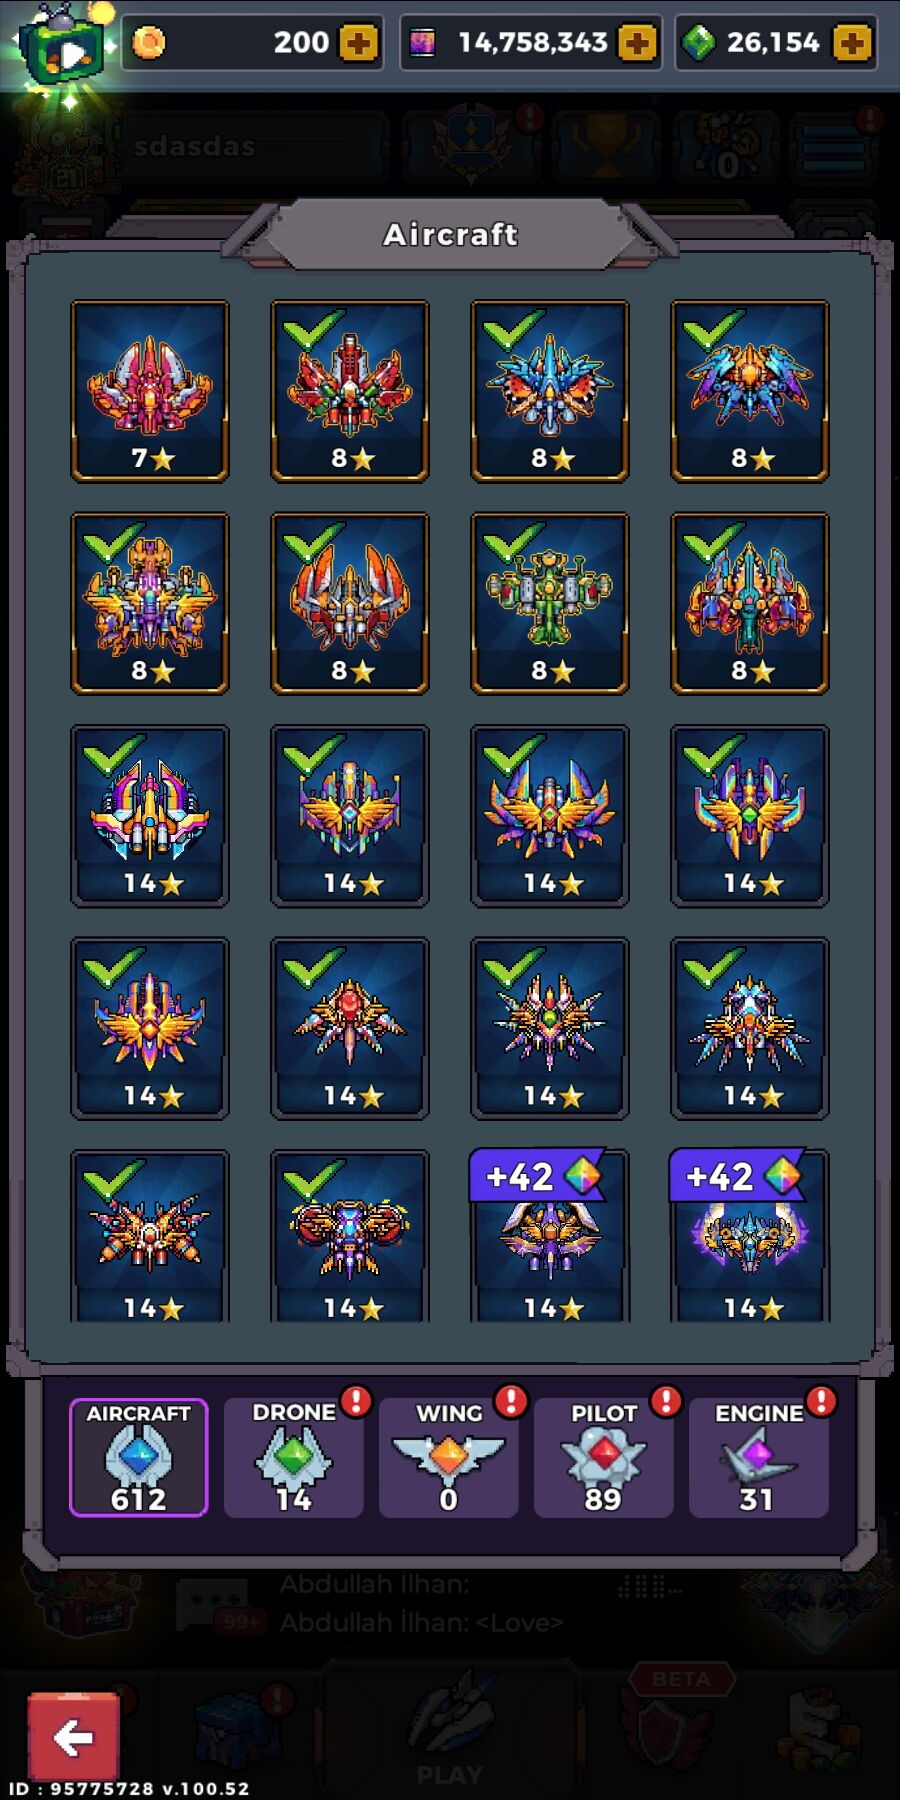 200
14,758,343
26,154
sdasdas
21
0
Aircraft
7
8
8
8
8
8
8
8
14
14
14
14
14
14
14
14
14
14
+42
14
+42
14
AIRCRAFT
612
DRONE
14
WING
0
PILOT
89
ENGINE
31
Abdullah İlhan:
99+
Abdullah İlhan: <Love>
BETA
PLAY
ID : 95775728 v.100.52